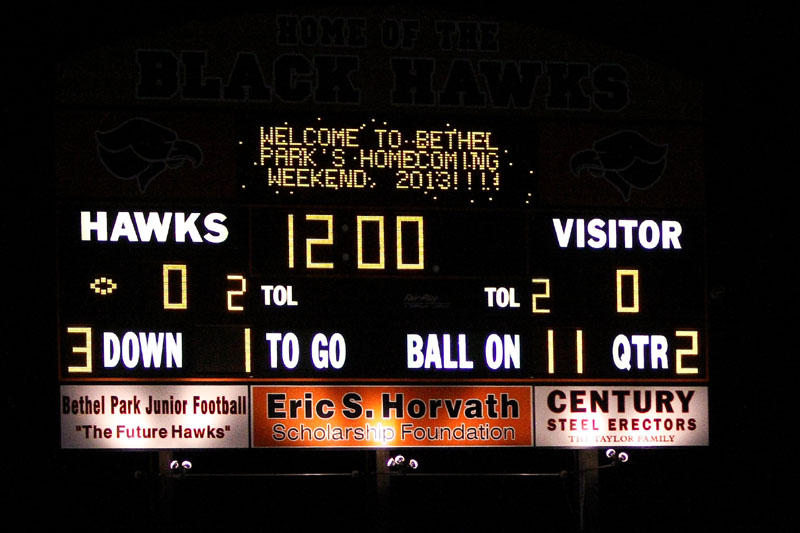 HOME OF THE
BLACK HAWKS
WELCOME TO BETHEL
PARK'S HOMECOMING
WEEKEND, 2013!!!!
HAWKS 12:00 VISITOR
0 2 TOL TOL 2 0
3 DOWN 1 TO GO BALL ON 11 QTR 2
Bethel Park Junior Football
"The Future Hawks"
Eric S. Horvath
Scholarship Foundation
CENTURY
STEEL ERECTORS
THE TAYLOR FAMILY